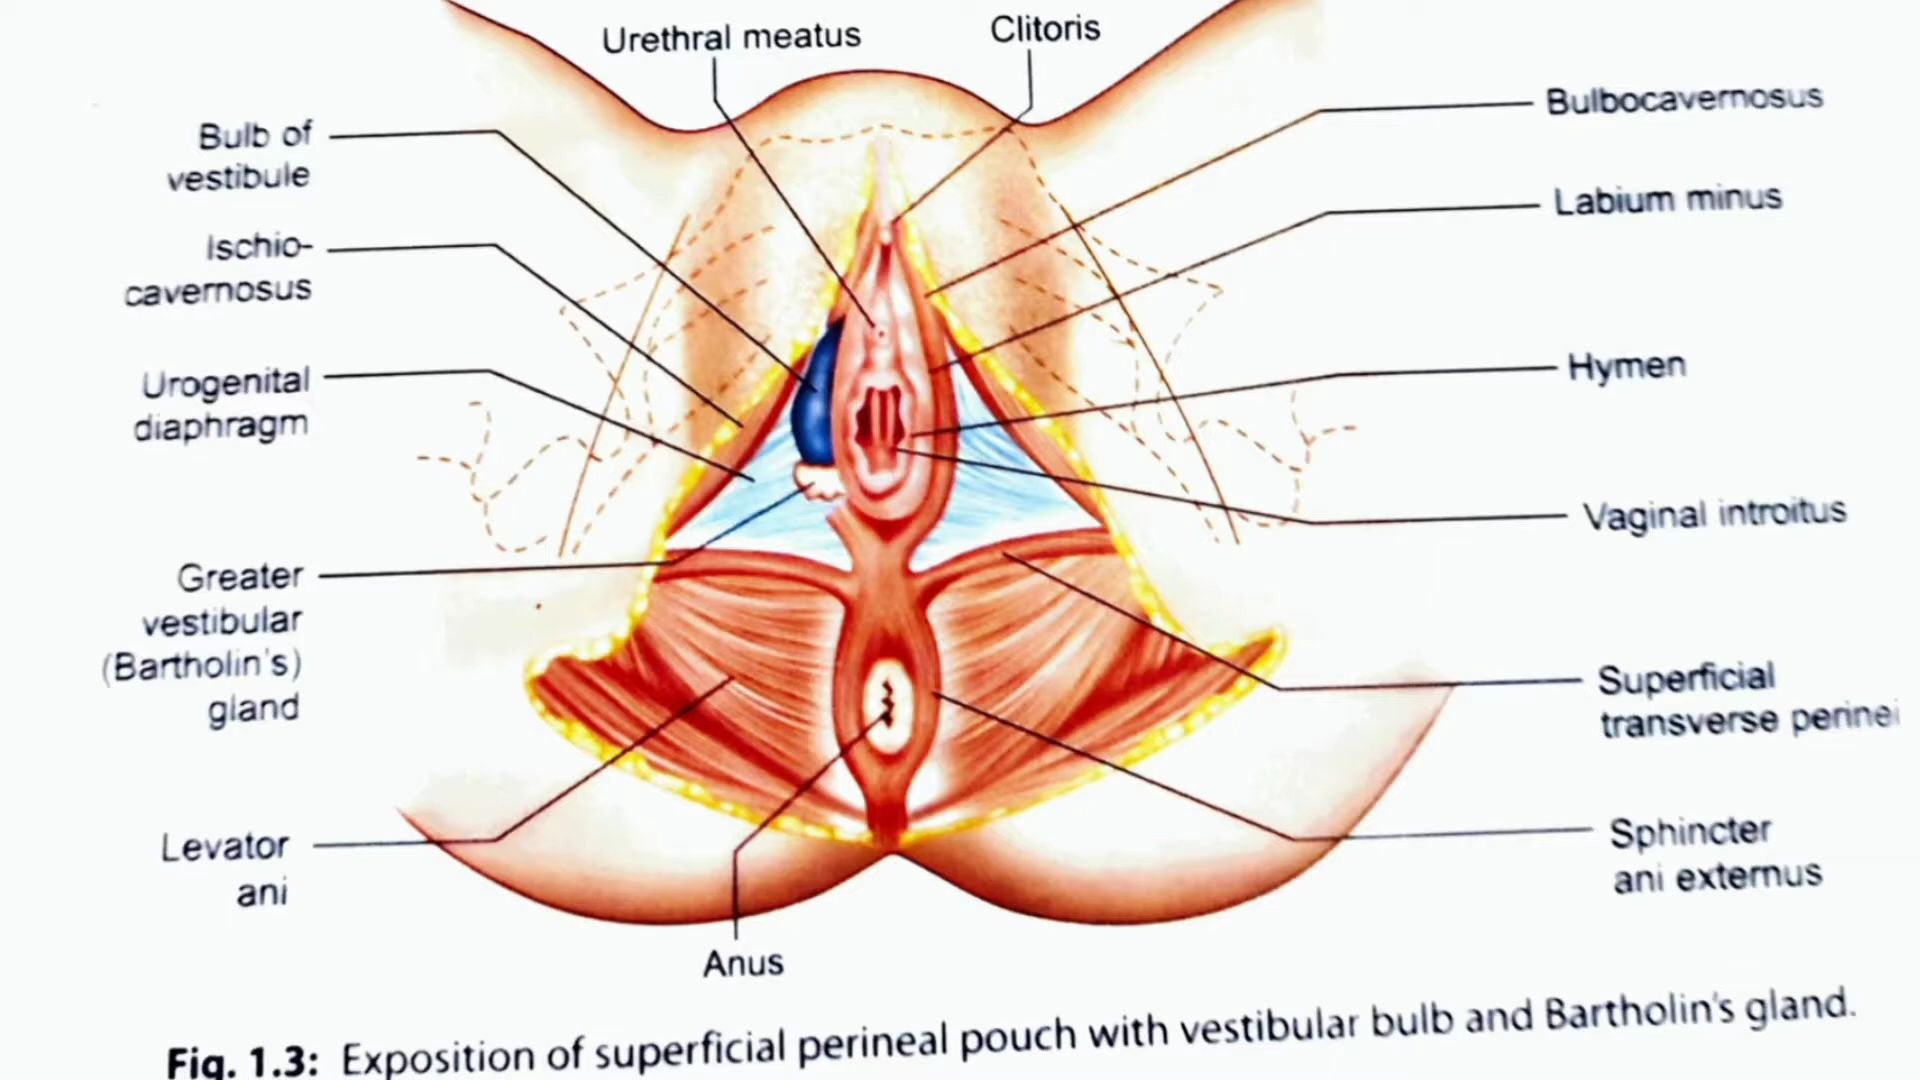 Urethral meatus
Clitoris
Bulb of
vestibule
Bulbocavernosus
Ischio-
cavernosus
Labium minus
Urogenital
diaphragm
Hymen
Greater
vestibular
(Bartholin's)
gland
Vaginal introitus
Superficial
transverse perinei
Levator
ani
Sphincter
ani externus
Anus
Fig. 1.3: Exposition of superficial perineal pouch with vestibular bulb and Bartholin's gland.